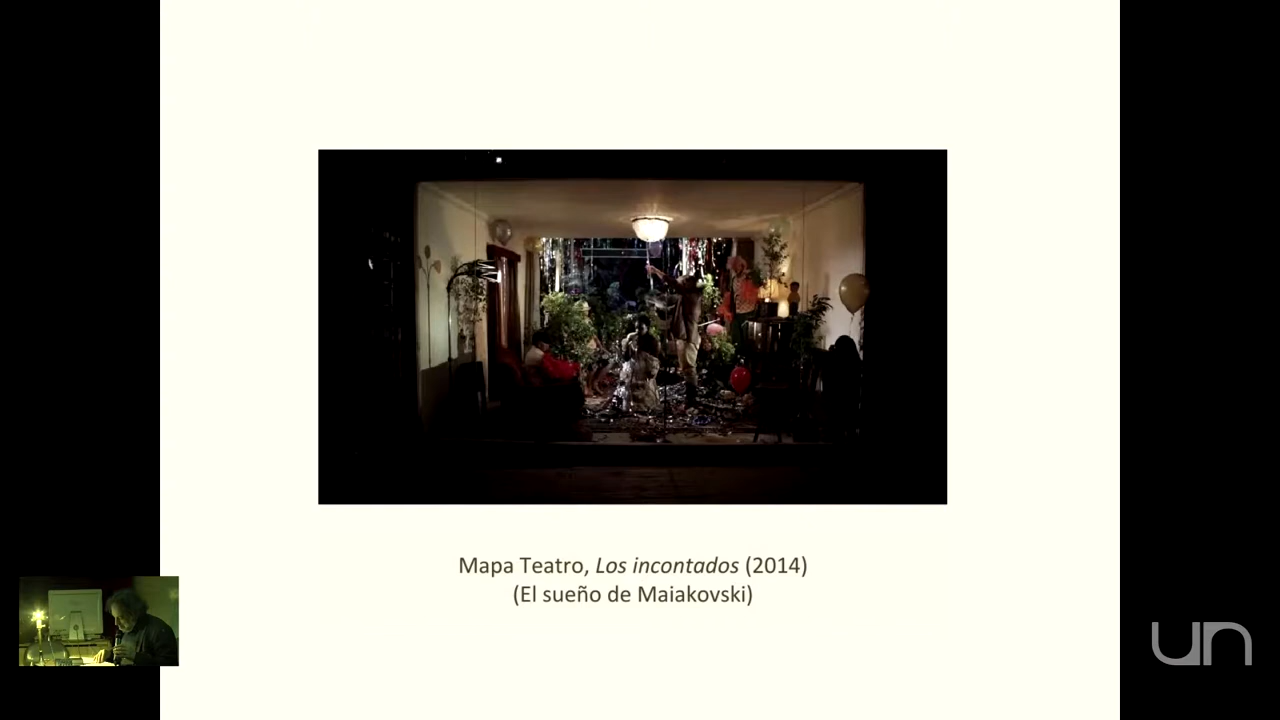 Mapa Teatro, Los incontados (2014)
(El sueño de Maiakovski)
un